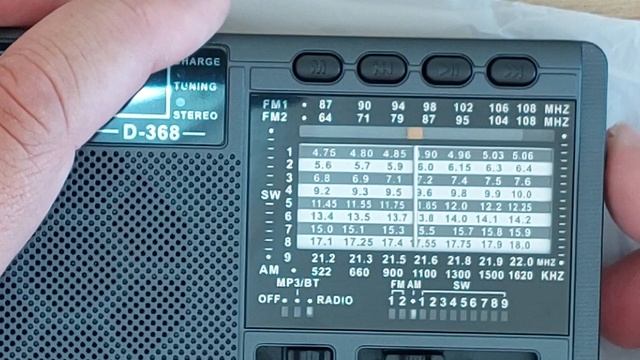 CHARGE
TUNING
STEREO
D-368
FM1 • 87 90 94 98 102 106 108 MHZ
FM2 64 71 79 87 95 104 108 MHZ
1 4.75 4.80 4.85 4.90 4.96 5.03 5.06
2 5.6 5.7 5.9 6.0 6.15 6.3 6.4
3 6.8 6.9 7.1 7.2 7.4 7.5 7.6
4 9.2 9.3 9.5 9.6 9.8 9.9 10.0
SW
5 11.45 11.55 11.75 11.85 12.0 12.2 12.25
6 13.4 13.5 13.7 13.8 14.0 14.1 14.2
7 15.0 15.1 15.3 15.5 15.7 15.8 15.9
8 17.1 17.25 17.4 17.55 17.75 17.9 18.0
9 21.2 21.3 21.5 21.6 21.8 21.9 22.0 MHZ
AM 522 660 900 1100 1300 1500 1620 KHZ
MP3/BT FM AM SW
OFF RADIO 1 2 • 1 2 3 4 5 6 7 8 9